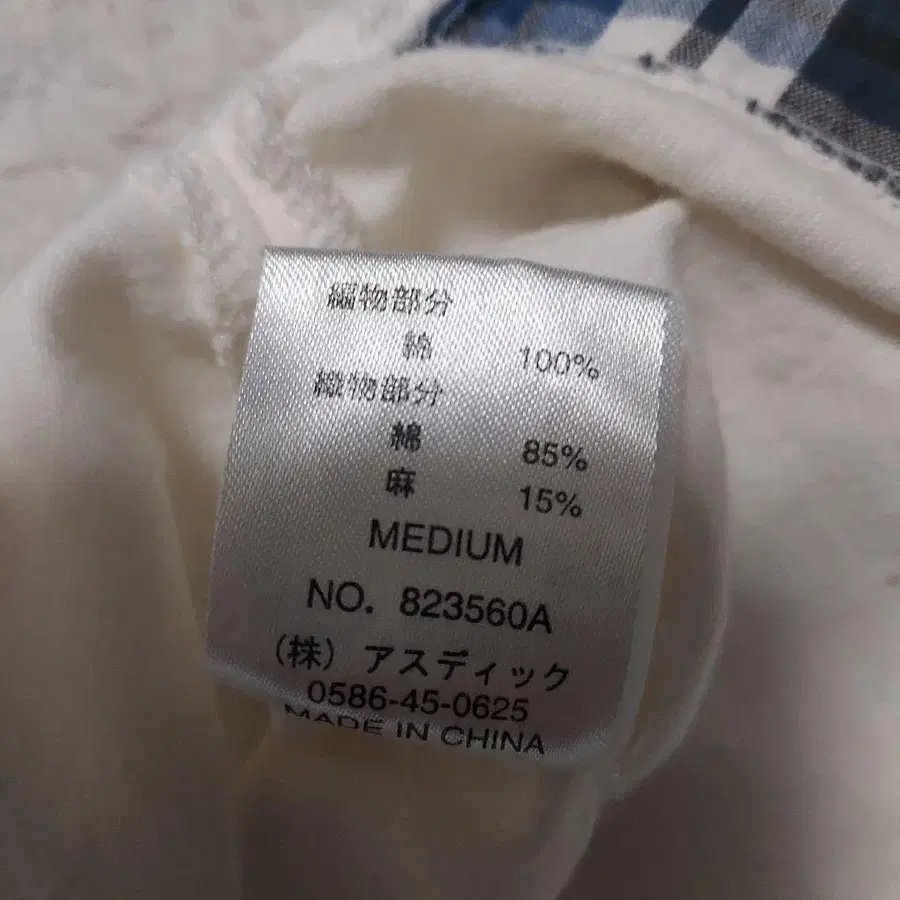 編物部分
綿 100%
織物部分
綿 85%
麻 15%
MEDIUM
NO. 823560A
(株) アスディック
0586-45-0625
MADE IN CHINA